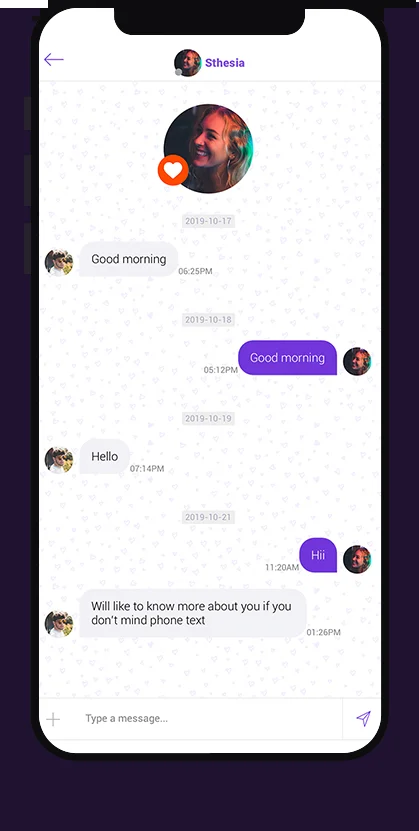 Sthesia
2019-10-17
Good morning
06:25PM
2019-10-18
Good morning
05:12PM
2019-10-19
Hello
07:14PM
2019-10-21
Hii
11:20AM
Will like to know more about you if you
don't mind phone text
01:26PM
Type a message...